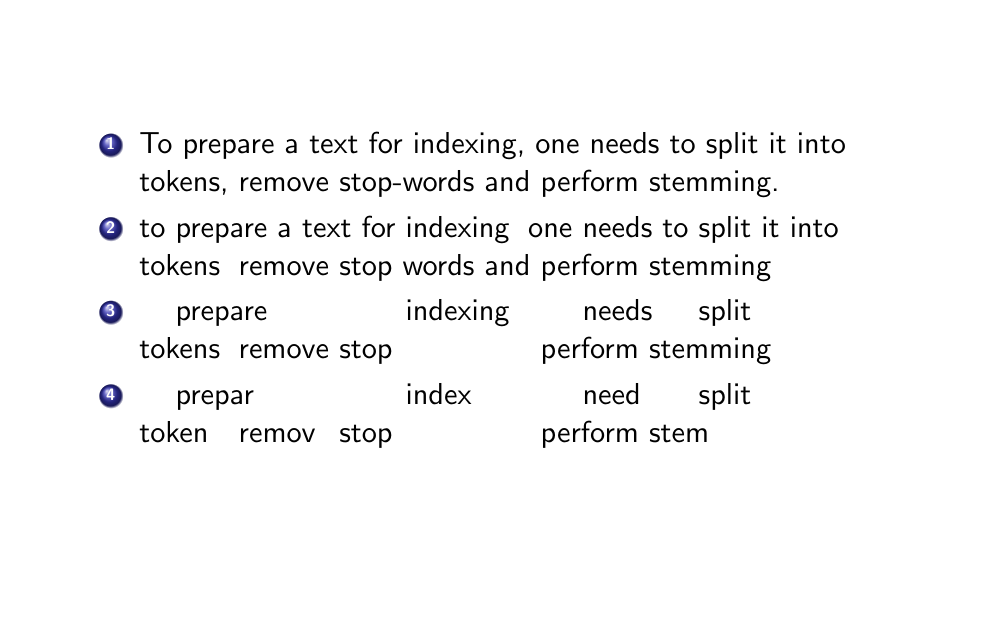 1 To prepare a text for indexing, one needs to split it into
tokens, remove stop-words and perform stemming.
2 to prepare a text for indexing one needs to split it into
tokens remove stop words and perform stemming
3 prepare indexing needs split
tokens remove stop perform stemming
4 prepar index need split
token remov stop perform stem